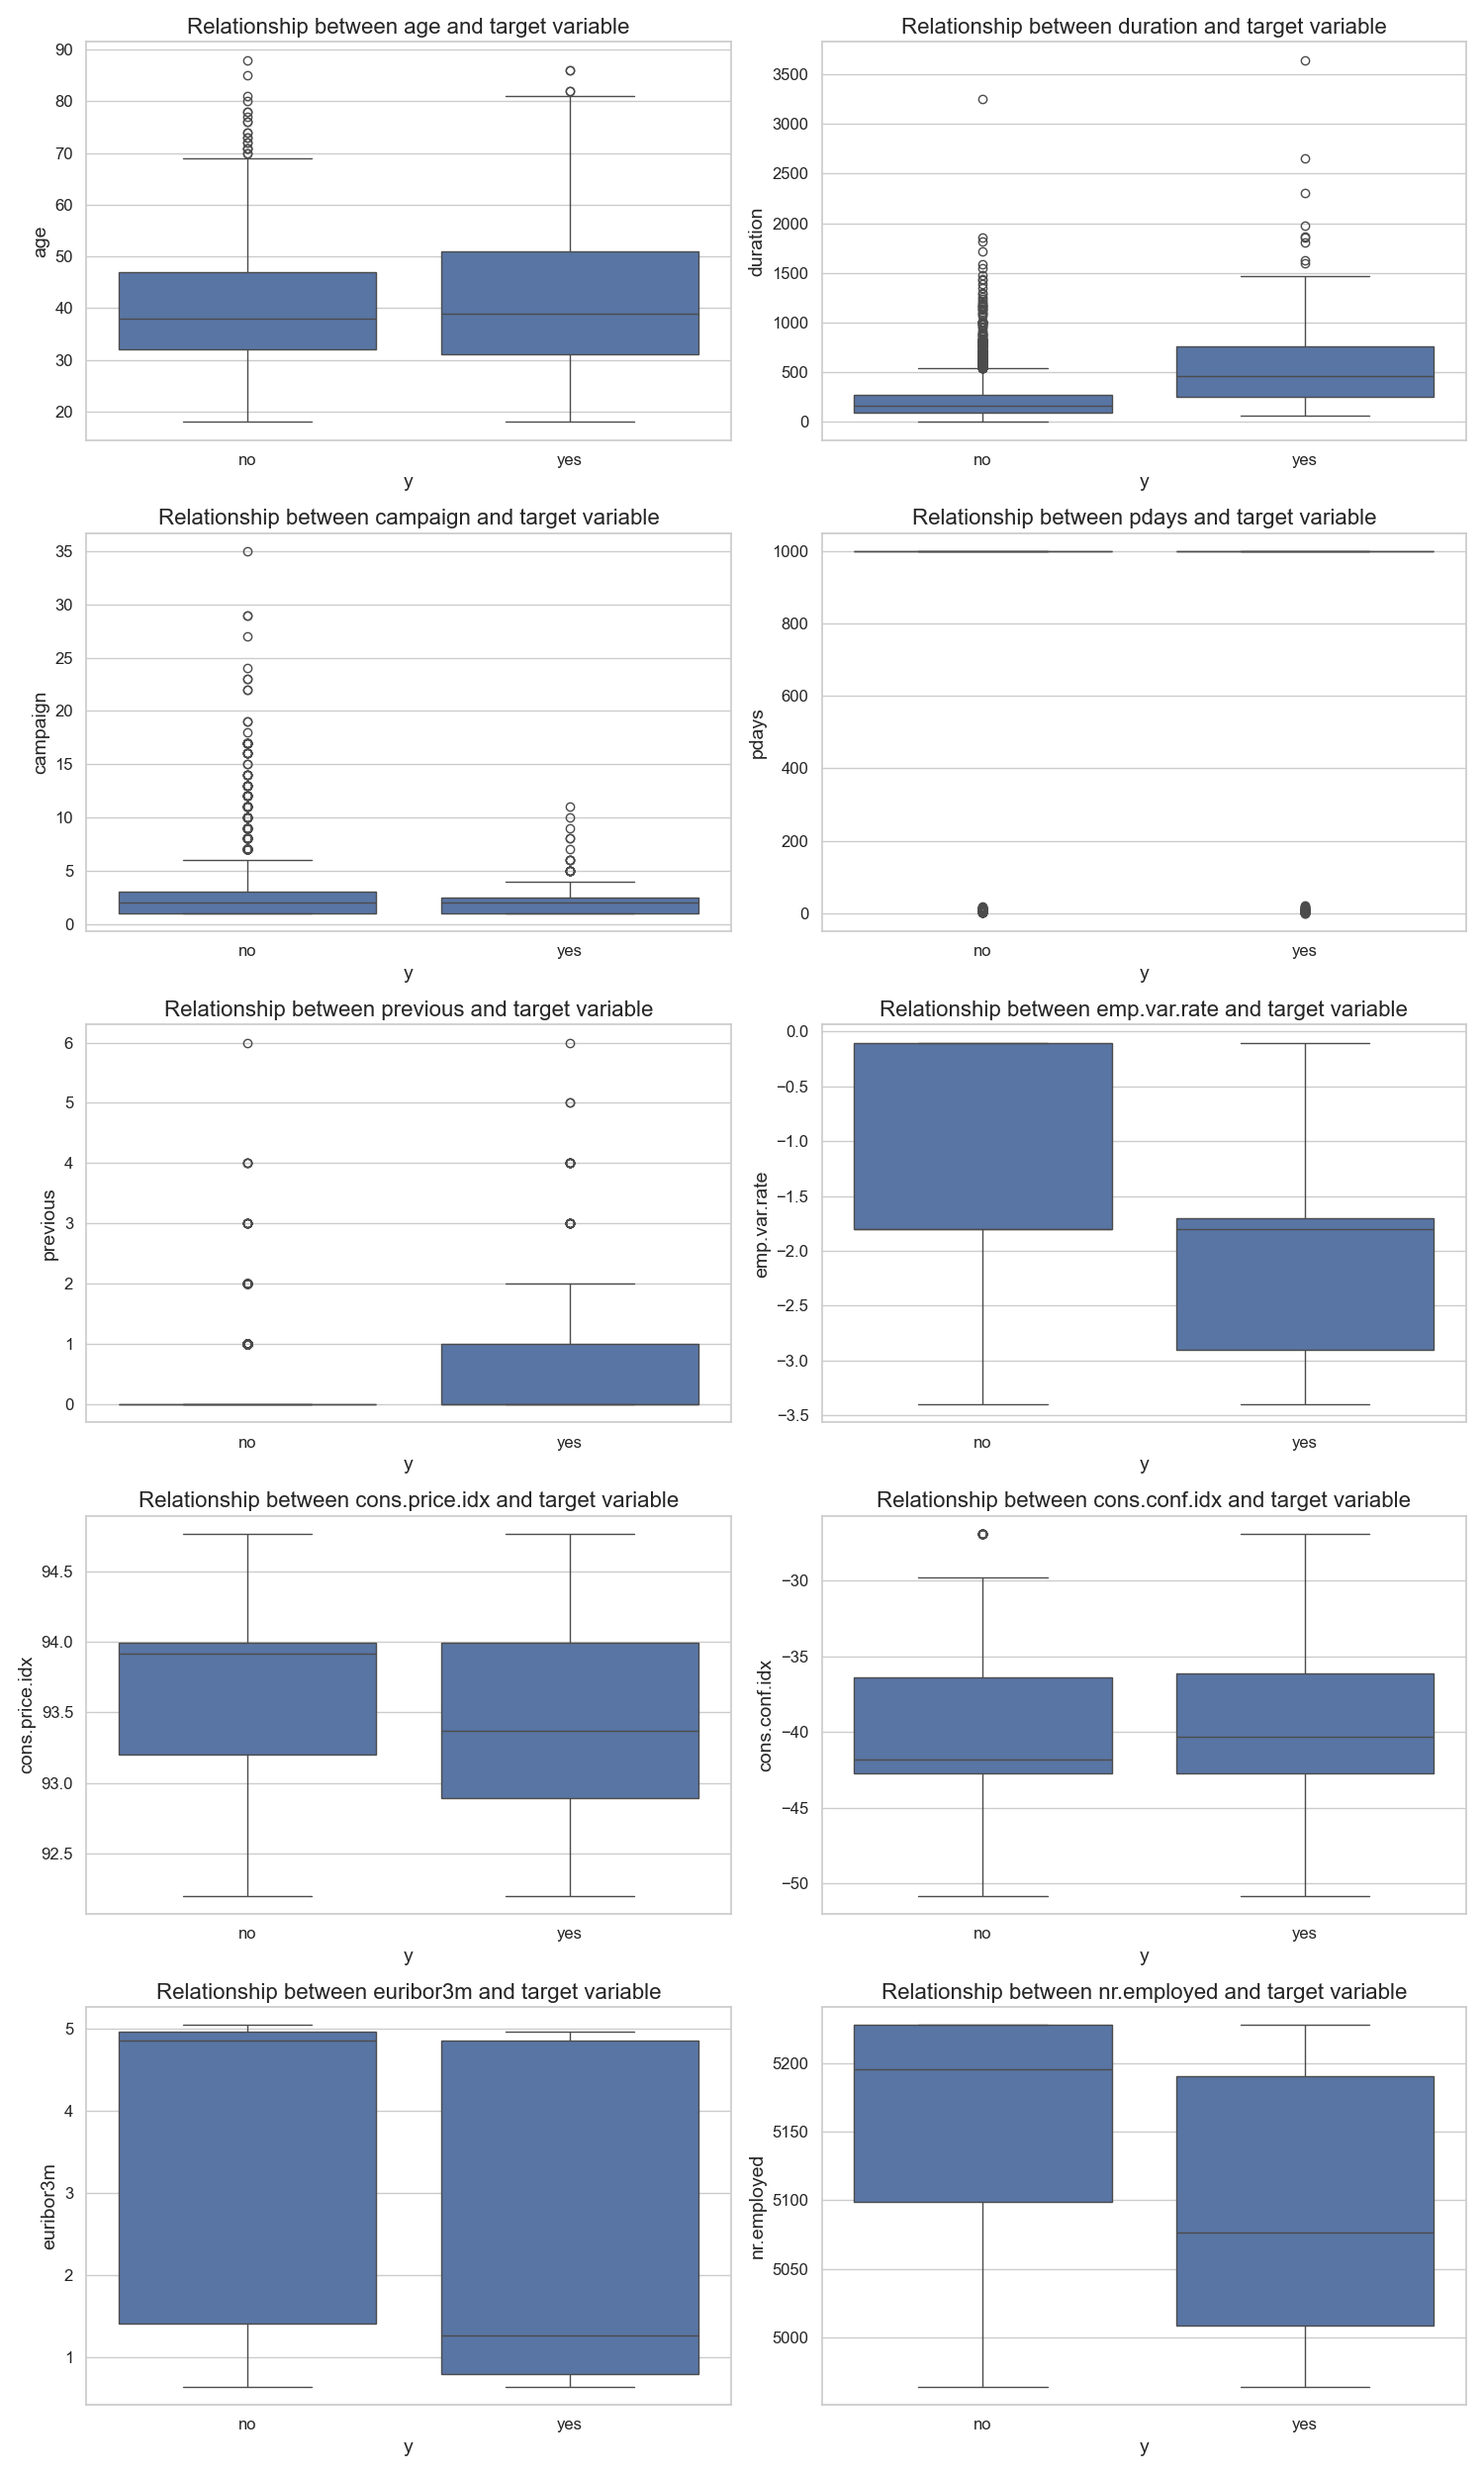 Relationship between age and target variable
90
80
70
60
50
40
30
20
age
no yes
y
Relationship between duration and target variable
3500
3000
2500
2000
1500
1000
500
0
duration
no yes
y
Relationship between campaign and target variable
35
30
25
20
15
10
5
0
campaign
no yes
y
Relationship between pdays and target variable
1000
800
600
400
200
0
pdays
no yes
y
Relationship between previous and target variable
6
5
4
3
2
1
0
previous
no yes
y
Relationship between emp.var.rate and target variable
0.0
−0.5
−1.0
−1.5
−2.0
−2.5
−3.0
−3.5
emp.var.rate
no yes
y
Relationship between cons.price.idx and target variable
94.5
94.0
93.5
93.0
92.5
cons.price.idx
no yes
y
Relationship between cons.conf.idx and target variable
−30
−35
−40
−45
−50
cons.conf.idx
no yes
y
Relationship between euribor3m and target variable
5
4
3
2
1
euribor3m
no yes
y
Relationship between nr.employed and target variable
5200
5150
5100
5050
5000
nr.employed
no yes
y